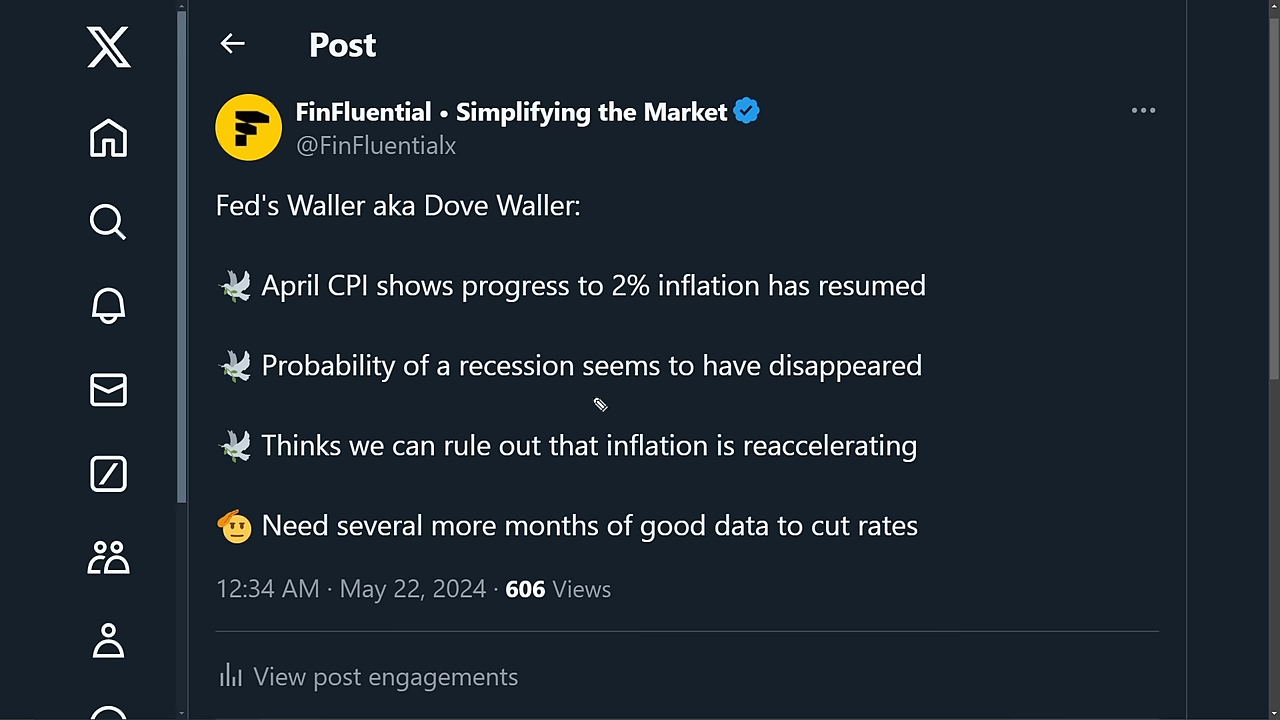 Post
FinFluential • Simplifying the Market
@FinFluentialx
Fed's Waller aka Dove Waller:
🕊️ April CPI shows progress to 2% inflation has resumed
🕊️ Probability of a recession seems to have disappeared
🕊️ Thinks we can rule out that inflation is reaccelerating
🫡 Need several more months of good data to cut rates
12:34 AM · May 22, 2024 · 606 Views
View post engagements